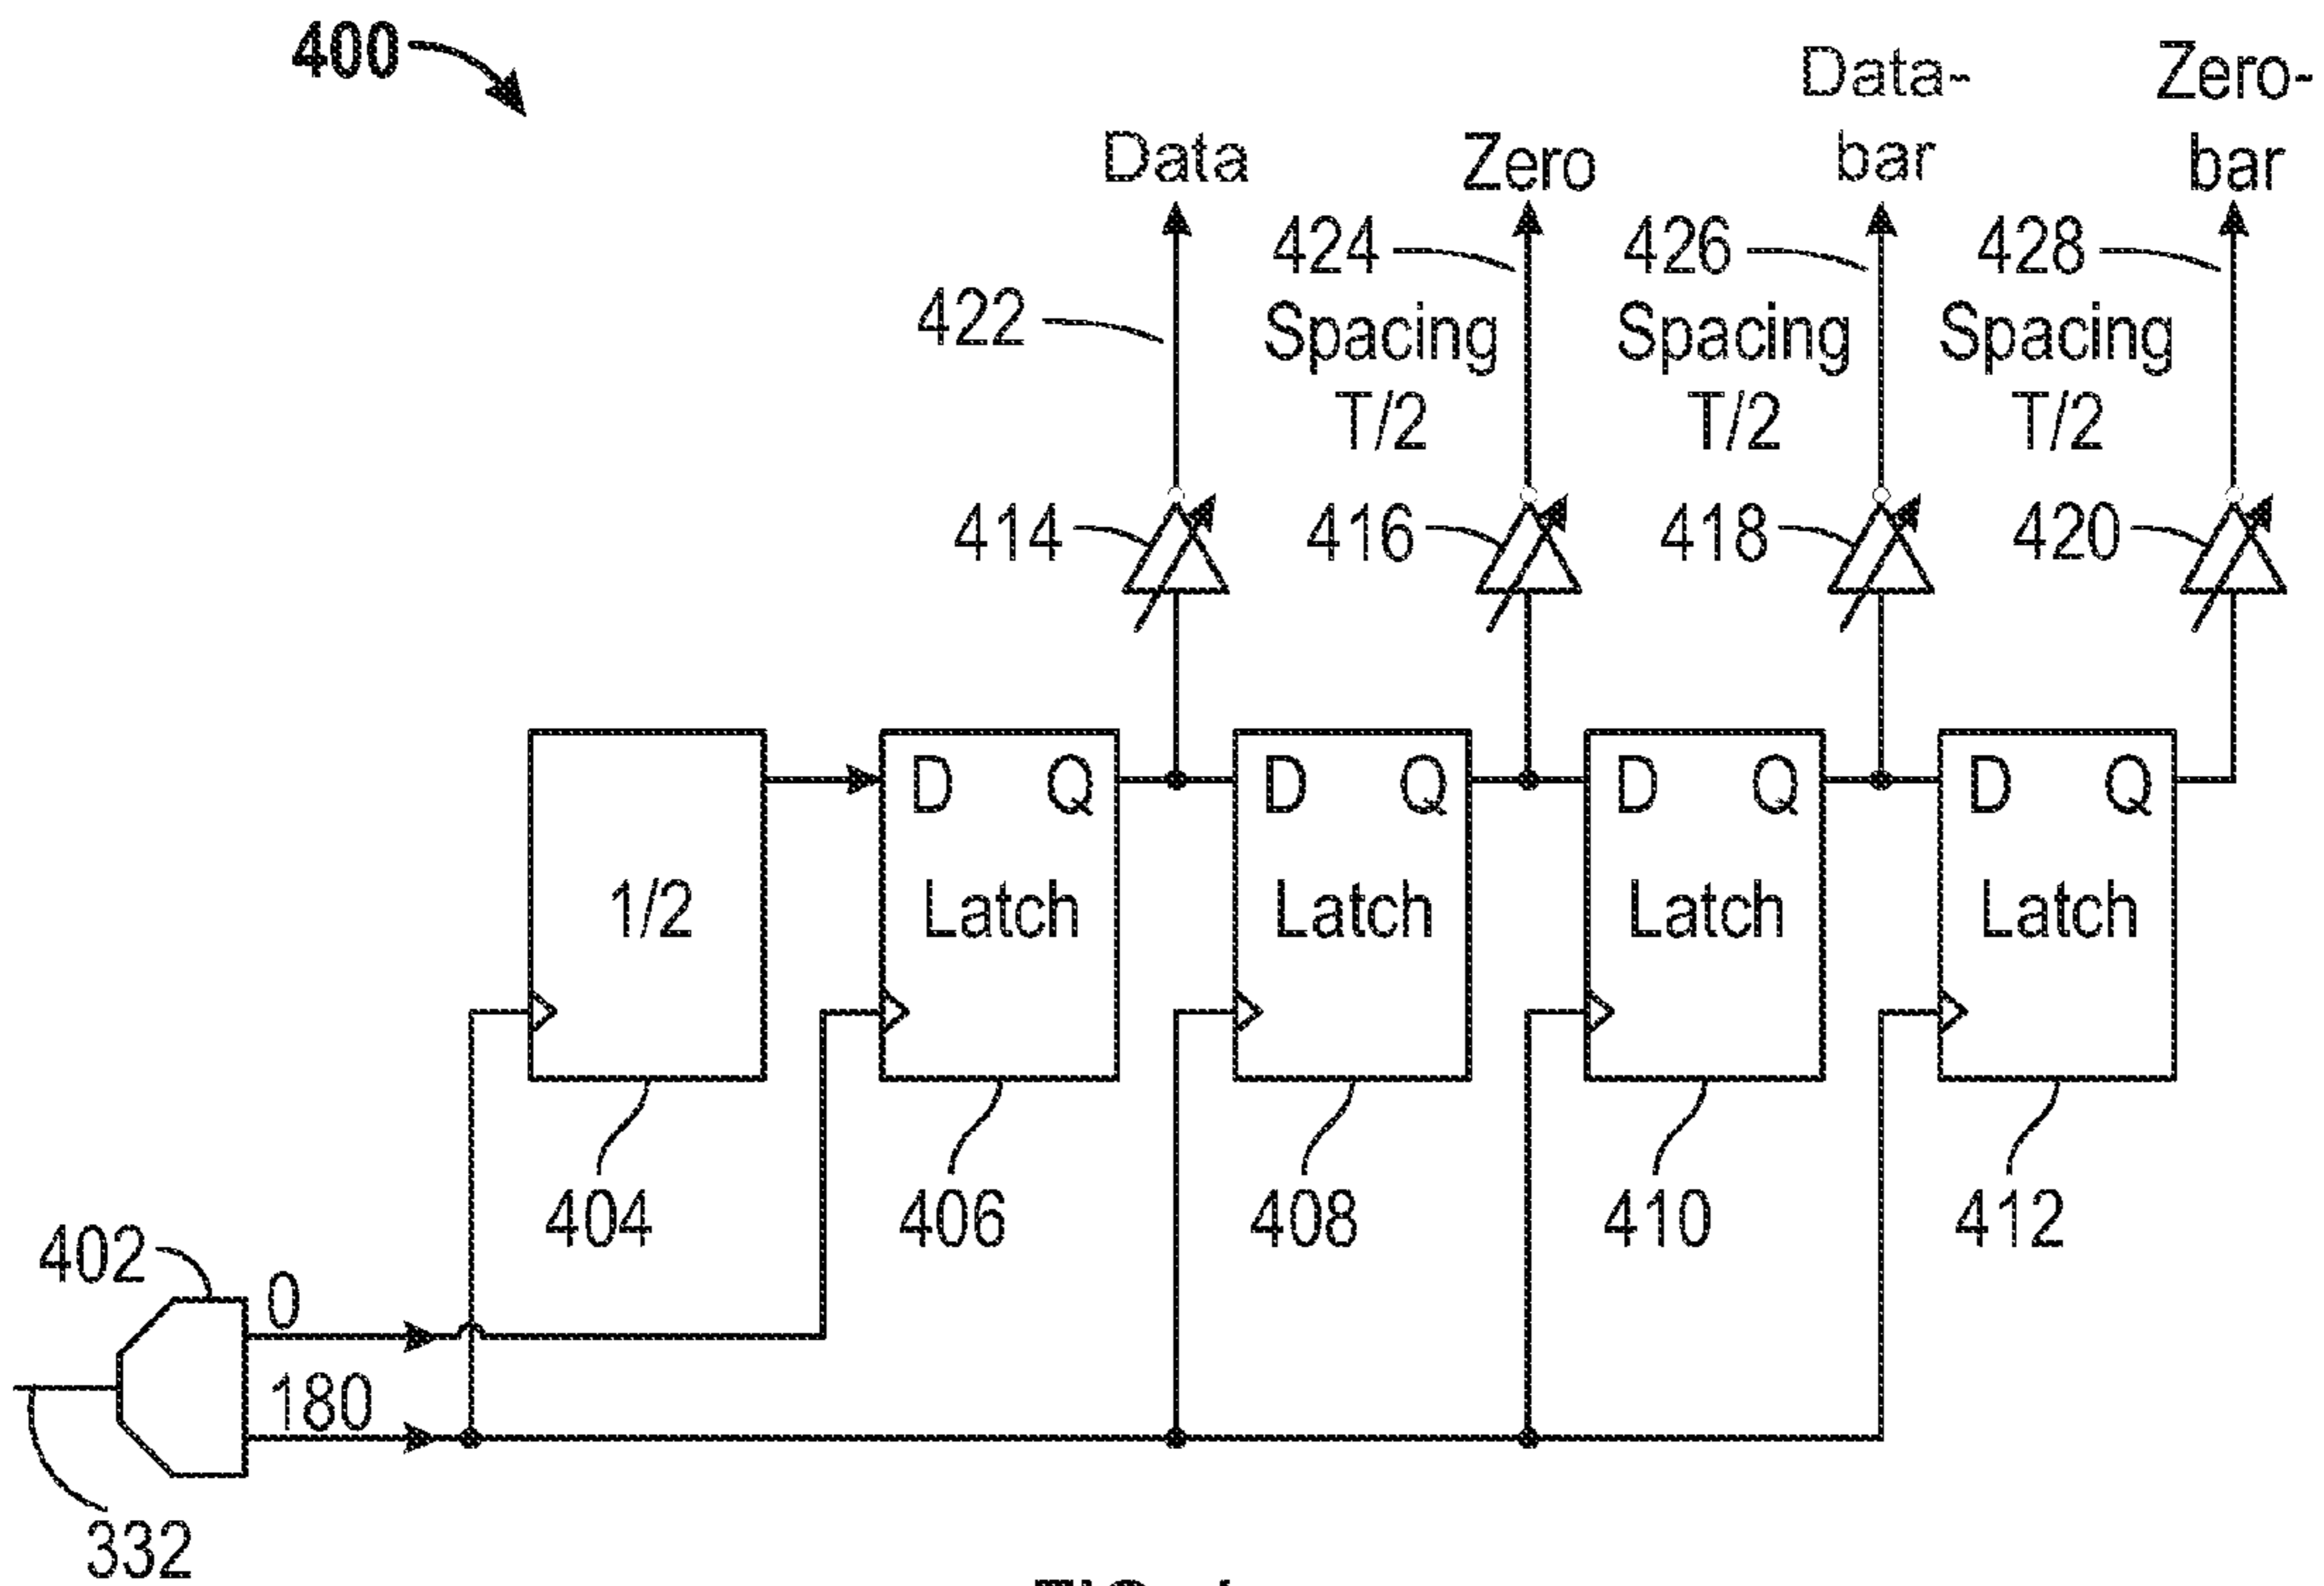 400
Data
Zero
Data-
bar
Zero-
bar
422
424
Spacing
T/2
426
Spacing
T/2
428
Spacing
T/2
414
416
418
420
1/2
D Q
Latch
D Q
Latch
D Q
Latch
D Q
Latch
404
406
408
410
412
402
0
180
332